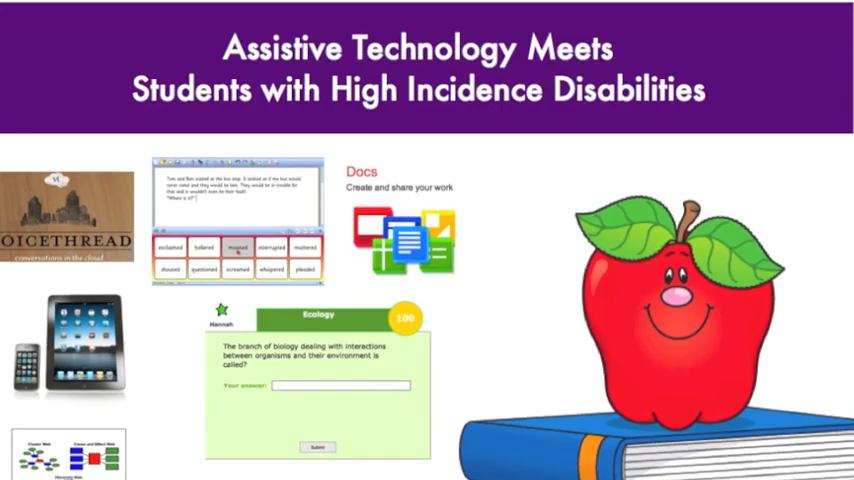 Assistive Technology Meets
Students with High Incidence Disabilities
OICETHREAD
conversations in the cloud
Tom and Ben waited at the bus stop. It looked as if the bus would
never come and they would be late. They would be in trouble for
that and it wouldn't even be their fault!
"Where is it?"
exclaimed hollered moaned interrupted muttered
shouted questioned screamed whispered pleaded
Docs
Create and share your work
Hannah
Ecology
100
The branch of biology dealing with interactions
between organisms and their environment is
called?
Your answer:
Submit
Cluster Web
Cause and Effect Web